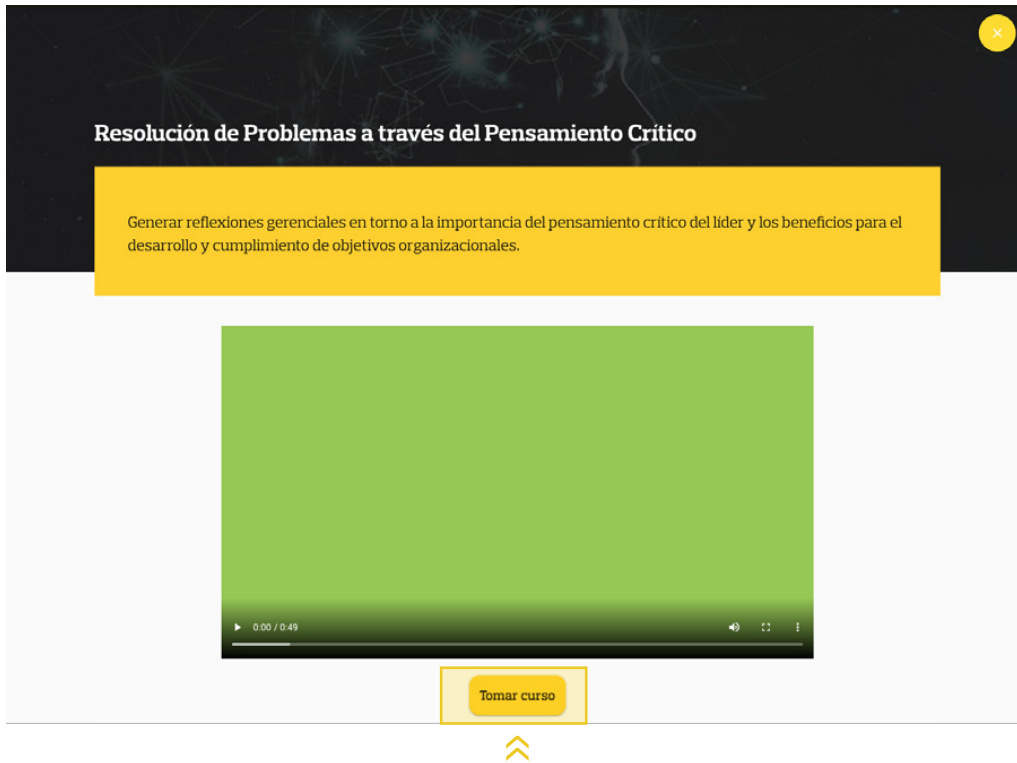 Resolución de Problemas a través del Pensamiento Crítico
Generar reflexiones gerenciales en torno a la importancia del pensamiento crítico del líder y los beneficios para el
desarrollo y cumplimiento de objetivos organizacionales.
0:00 / 0:49
Tomar curso